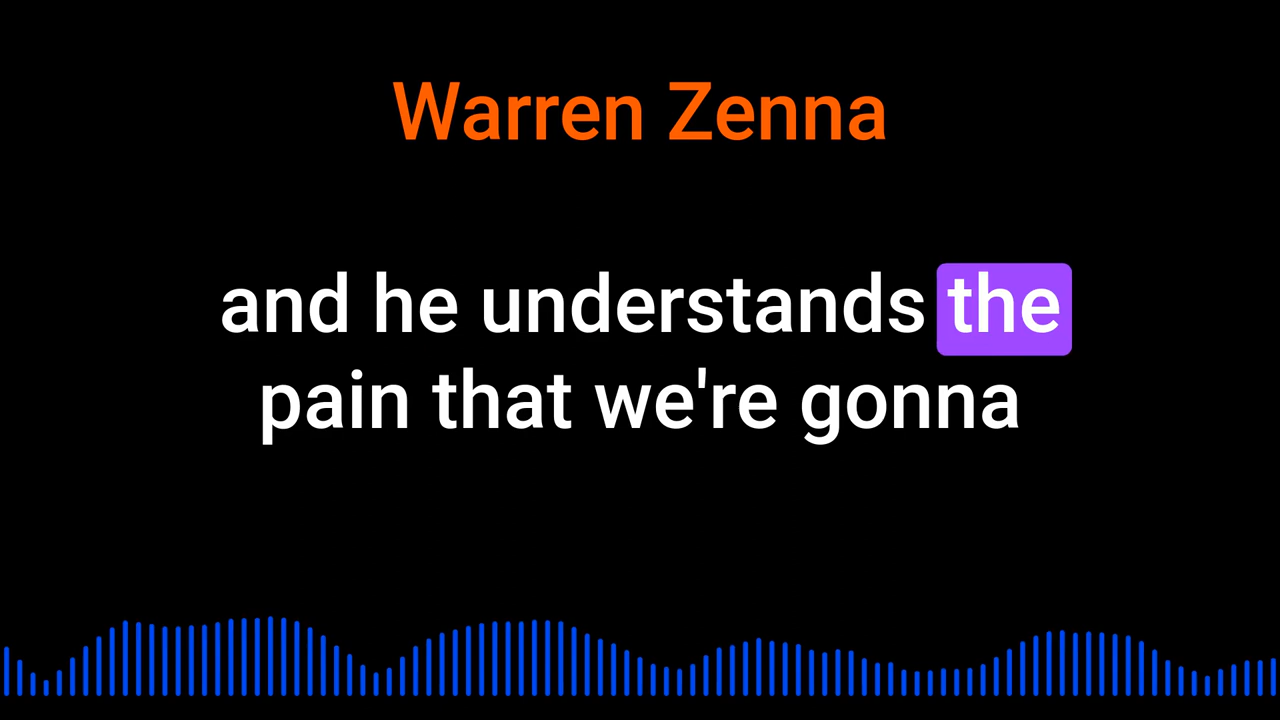 Warren Zenna
and he understands the
pain that we're gonna